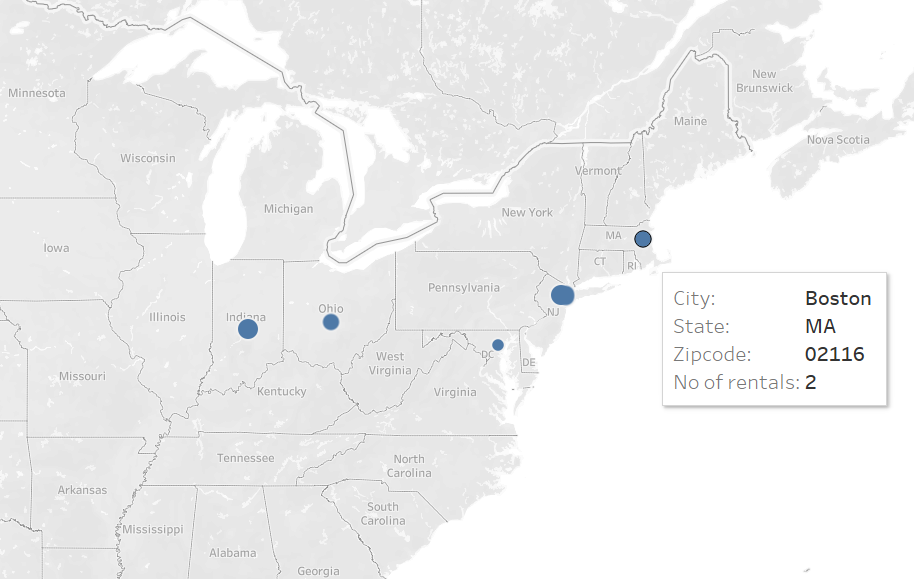 New
Brunswick
Minnesota
Maine
Nova Scotia
Wisconsin
Vermont
Michigan
New York
MA
Iowa
CT
RI
Pennsylvania
City: Boston
State: MA
Zipcode: 02116
No of rentals: 2
Ohio
NJ
Illinois
Indiana
DC
DE
West
Virginia
Missouri
Kentucky
Virginia
Tennessee
North
Carolina
Arkansas
South
Carolina
Mississippi
Alabama
Georgia